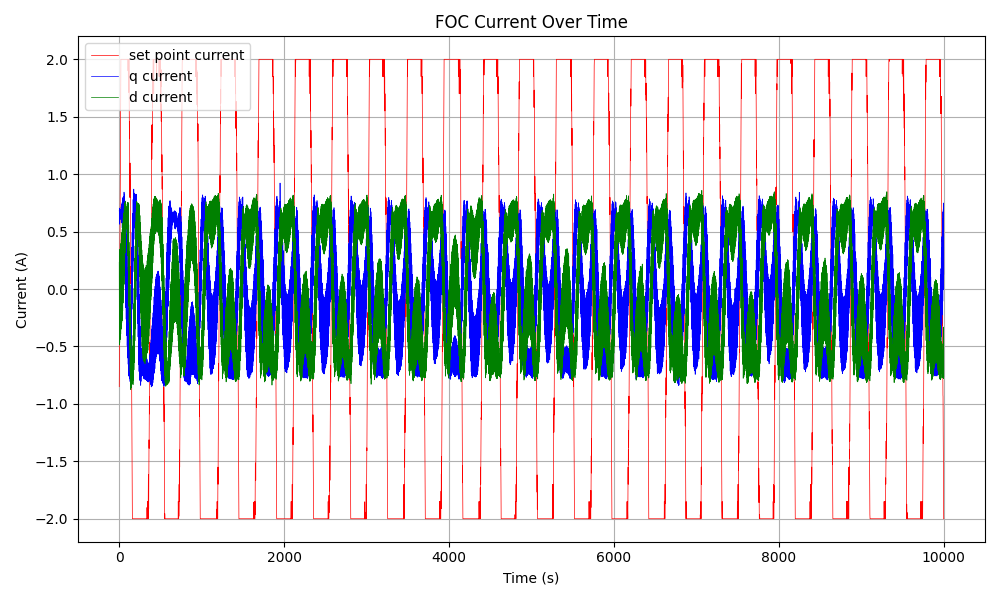 FOC Current Over Time
set point current
q current
d current
2.0
1.5
1.0
0.5
0.0
−0.5
−1.0
−1.5
−2.0
Current (A)
0 2000 4000 6000 8000 10000
Time (s)